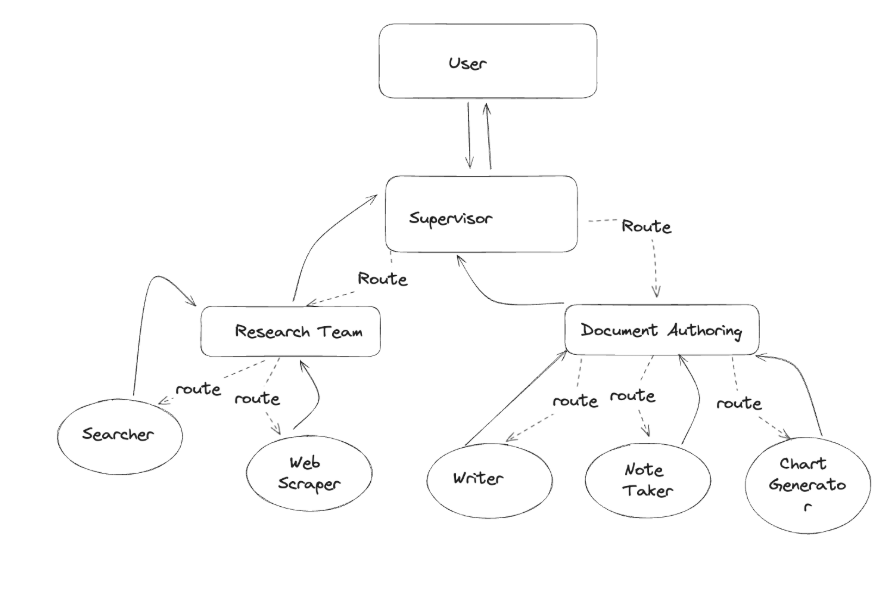 User
Supervisor
Route
Route
Research Team
Document Authoring
route
route
route
route
route
Searcher
Web
Scraper
Writer
Note
Taker
Chart
Generato
r